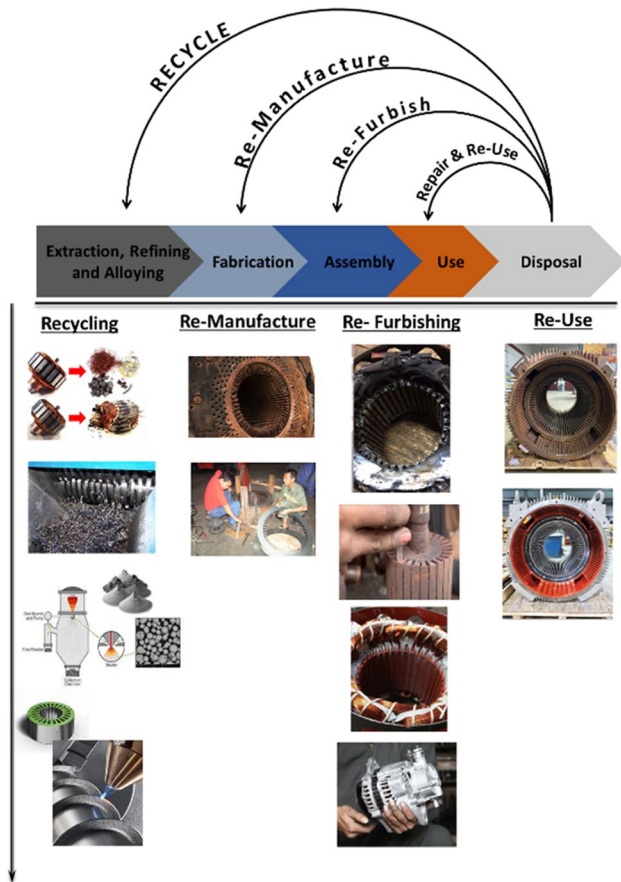 RECYCLE
Re-Manufacture
Re-Furbish
Repair & Re-Use
Extraction, Refining
and Alloying
Fabrication
Assembly
Use
Disposal
Recycling
Re-Manufacture
Re- Furbishing
Re-Use